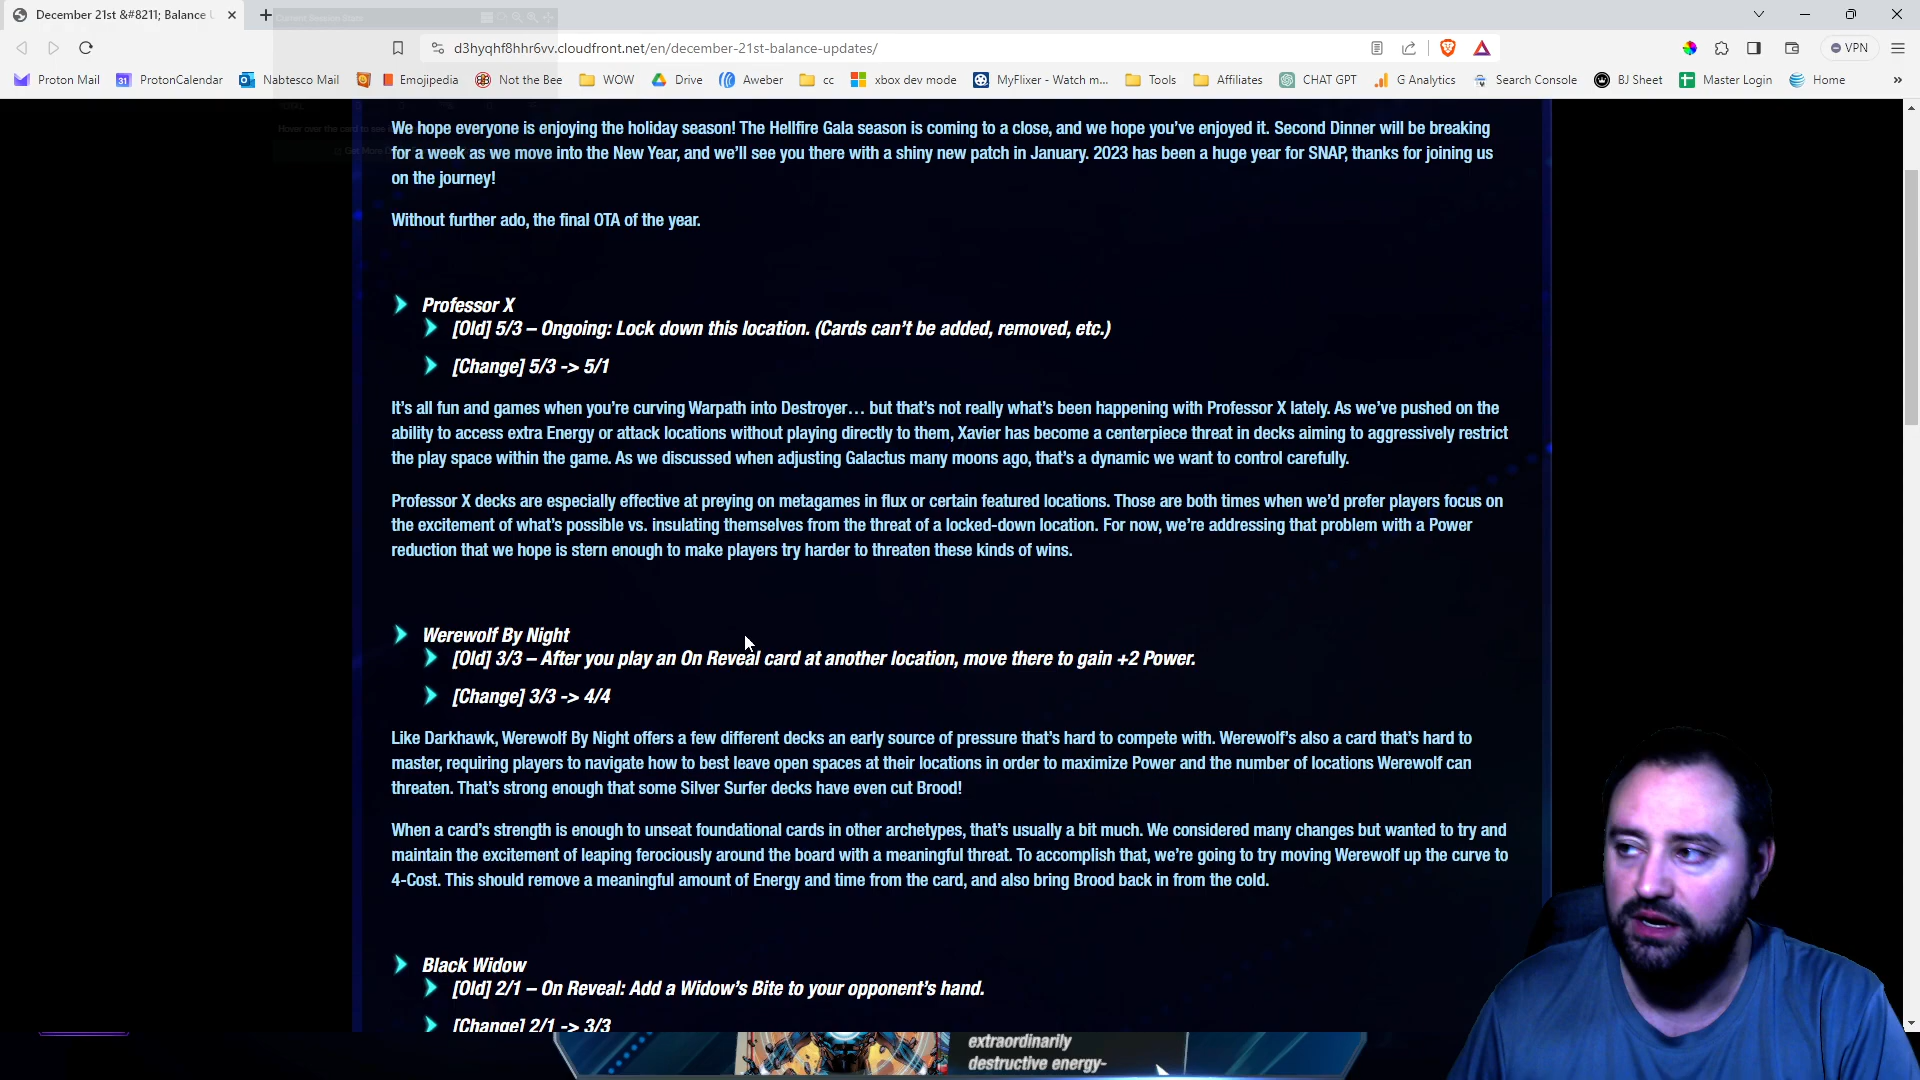 December 21st &#8211; Balance U
d3hyqhf8hhr6vv.cloudfront.net/en/december-21st-balance-updates/
VPN
Proton Mail
31 ProtonCalendar
Nabtesco Mail
Emojipedia
Not the Bee
WOW
Drive
Aweber
cc
xbox dev mode
MyFlixer - Watch m...
Tools
Affiliates
CHAT GPT
G Analytics
Search Console
BJ Sheet
Master Login
Home
»
We hope everyone is enjoying the holiday season! The Hellfire Gala season is coming to a close, and we hope you've enjoyed it. Second Dinner will be breaking
for a week as we move into the New Year, and we'll see you there with a shiny new patch in January. 2023 has been a huge year for SNAP, thanks for joining us
on the journey!
Without further ado, the final OTA of the year.
Professor X
[Old] 5/3 – Ongoing: Lock down this location. (Cards can't be added, removed, etc.)
[Change] 5/3 -> 5/1
It's all fun and games when you're curving Warpath into Destroyer… but that's not really what's been happening with Professor X lately. As we've pushed on the
ability to access extra Energy or attack locations without playing directly to them, Xavier has become a centerpiece threat in decks aiming to aggressively restrict
the play space within the game. As we discussed when adjusting Galactus many moons ago, that's a dynamic we want to control carefully.
Professor X decks are especially effective at preying on metagames in flux or certain featured locations. Those are both times when we'd prefer players focus on
the excitement of what's possible vs. insulating themselves from the threat of a locked-down location. For now, we're addressing that problem with a Power
reduction that we hope is stern enough to make players try harder to threaten these kinds of wins.
Werewolf By Night
[Old] 3/3 – After you play an On Reveal card at another location, move there to gain +2 Power.
[Change] 3/3 -> 4/4
Like Darkhawk, Werewolf By Night offers a few different decks an early source of pressure that's hard to compete with. Werewolf's also a card that's hard to
master, requiring players to navigate how to best leave open spaces at their locations in order to maximize Power and the number of locations Werewolf can
threaten. That's strong enough that some Silver Surfer decks have even cut Brood!
When a card's strength is enough to unseat foundational cards in other archetypes, that's usually a bit much. We considered many changes but wanted to try and
maintain the excitement of leaping ferociously around the board with a meaningful threat. To accomplish that, we're going to try moving Werewolf up the curve to
4-Cost. This should remove a meaningful amount of Energy and time from the card, and also bring Brood back in from the cold.
Black Widow
[Old] 2/1 – On Reveal: Add a Widow's Bite to your opponent's hand.
[Change] 2/1 -> 3/3
extraordinarily
destructive energy-